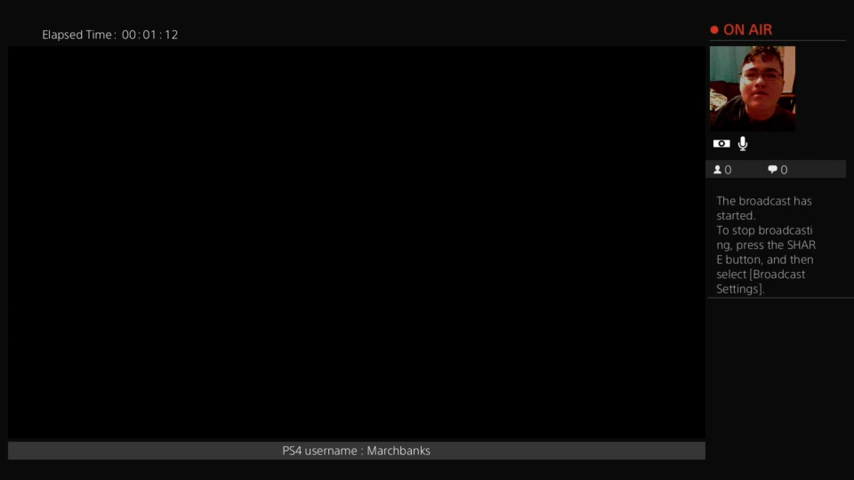 Elapsed Time: 00:01:12
ON AIR
0 0
The broadcast has
started.
To stop broadcasti
ng, press the SHAR
E button, and then
select [Broadcast
Settings].
PS4 username : Marchbanks